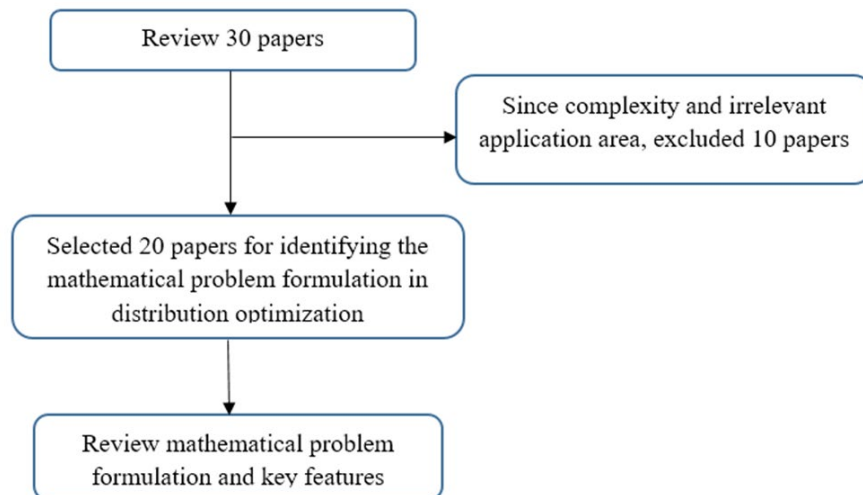 Review 30 papers
Since complexity and irrelevant
application area, excluded 10 papers
Selected 20 papers for identifying the
mathematical problem formulation in
distribution optimization
Review mathematical problem
formulation and key features